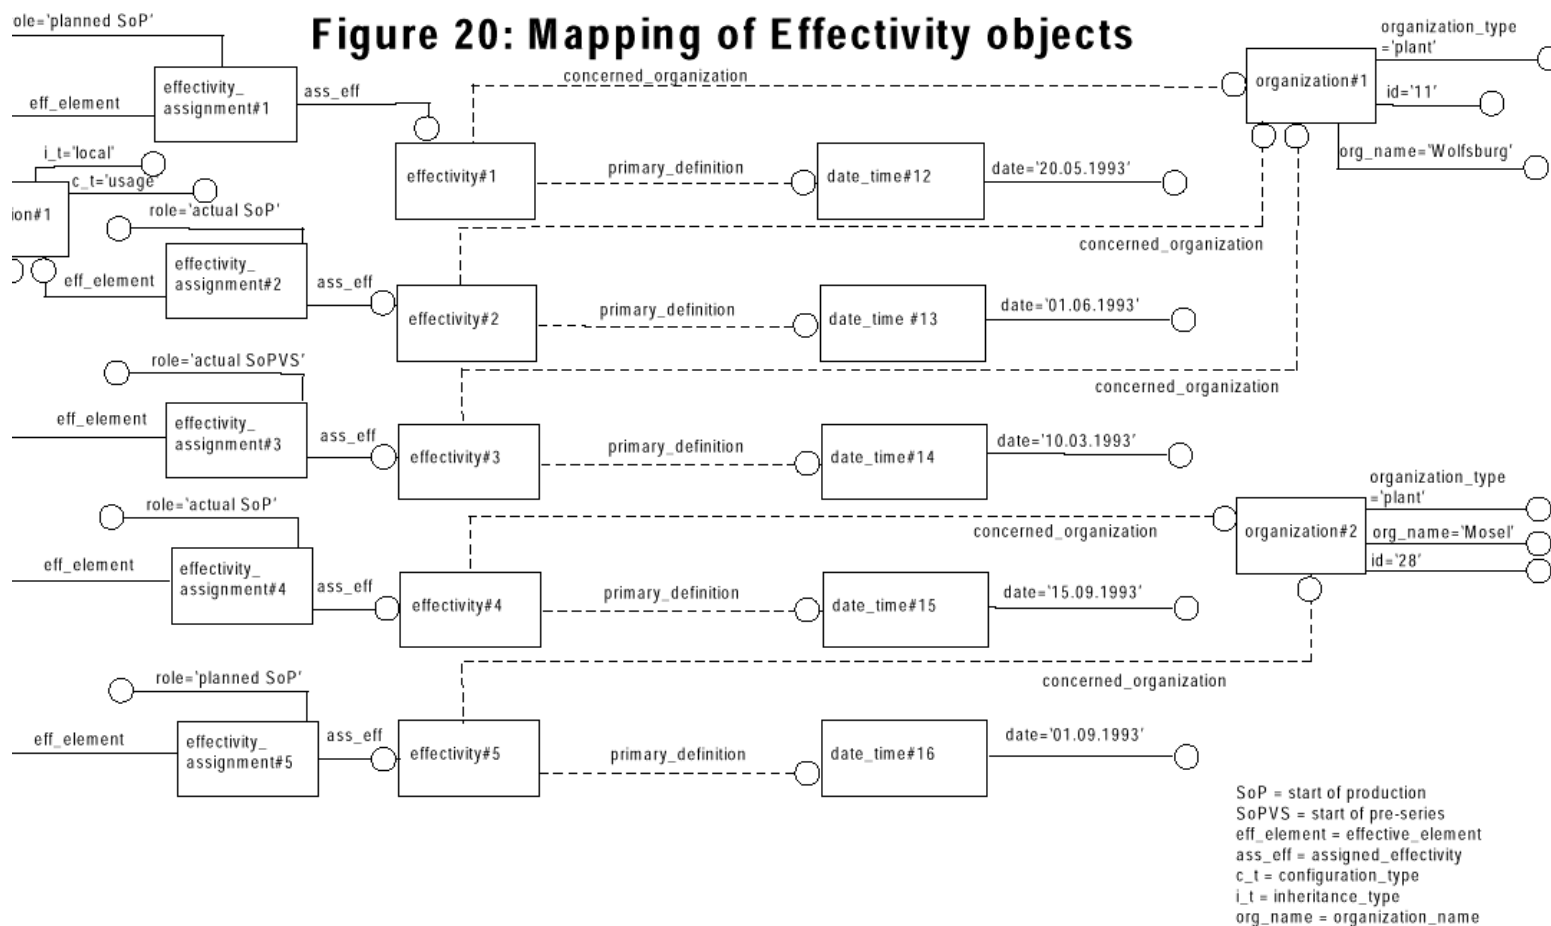 Figure 20: Mapping of Effectivity objects
ole='planned SoP'
organization_type
='plant'
concerned_organization
effectivity_
assignment#1
ass_eff
organization#1
eff_element
id='11'
i_t='local'
org_name='Wolfsburg'
c_t='usage'
effectivity#1
primary_definition
date_time#12
date='20.05.1993'
ion#1
role='actual SoP'
concerned_organization
effectivity_
assignment#2
eff_element
ass_eff
effectivity#2
primary_definition
date_time #13
date='01.06.1993'
role='actual SoPVS'
concerned_organization
eff_element
effectivity_
assignment#3
ass_eff
effectivity#3
primary_definition
date_time#14
date='10.03.1993'
organization_type
='plant'
role='actual SoP'
concerned_organization
organization#2
org_name='Mosel'
id='28'
eff_element
effectivity_
assignment#4
ass_eff
effectivity#4
primary_definition
date_time#15
date='15.09.1993'
role='planned SoP'
concerned_organization
eff_element
effectivity_
assignment#5
ass_eff
effectivity#5
primary_definition
date_time#16
date='01.09.1993'
SoP = start of production
SoPVS = start of pre-series
eff_element = effective_element
ass_eff = assigned_effectivity
c_t = configuration_type
i_t = inheritance_type
org_name = organization_name